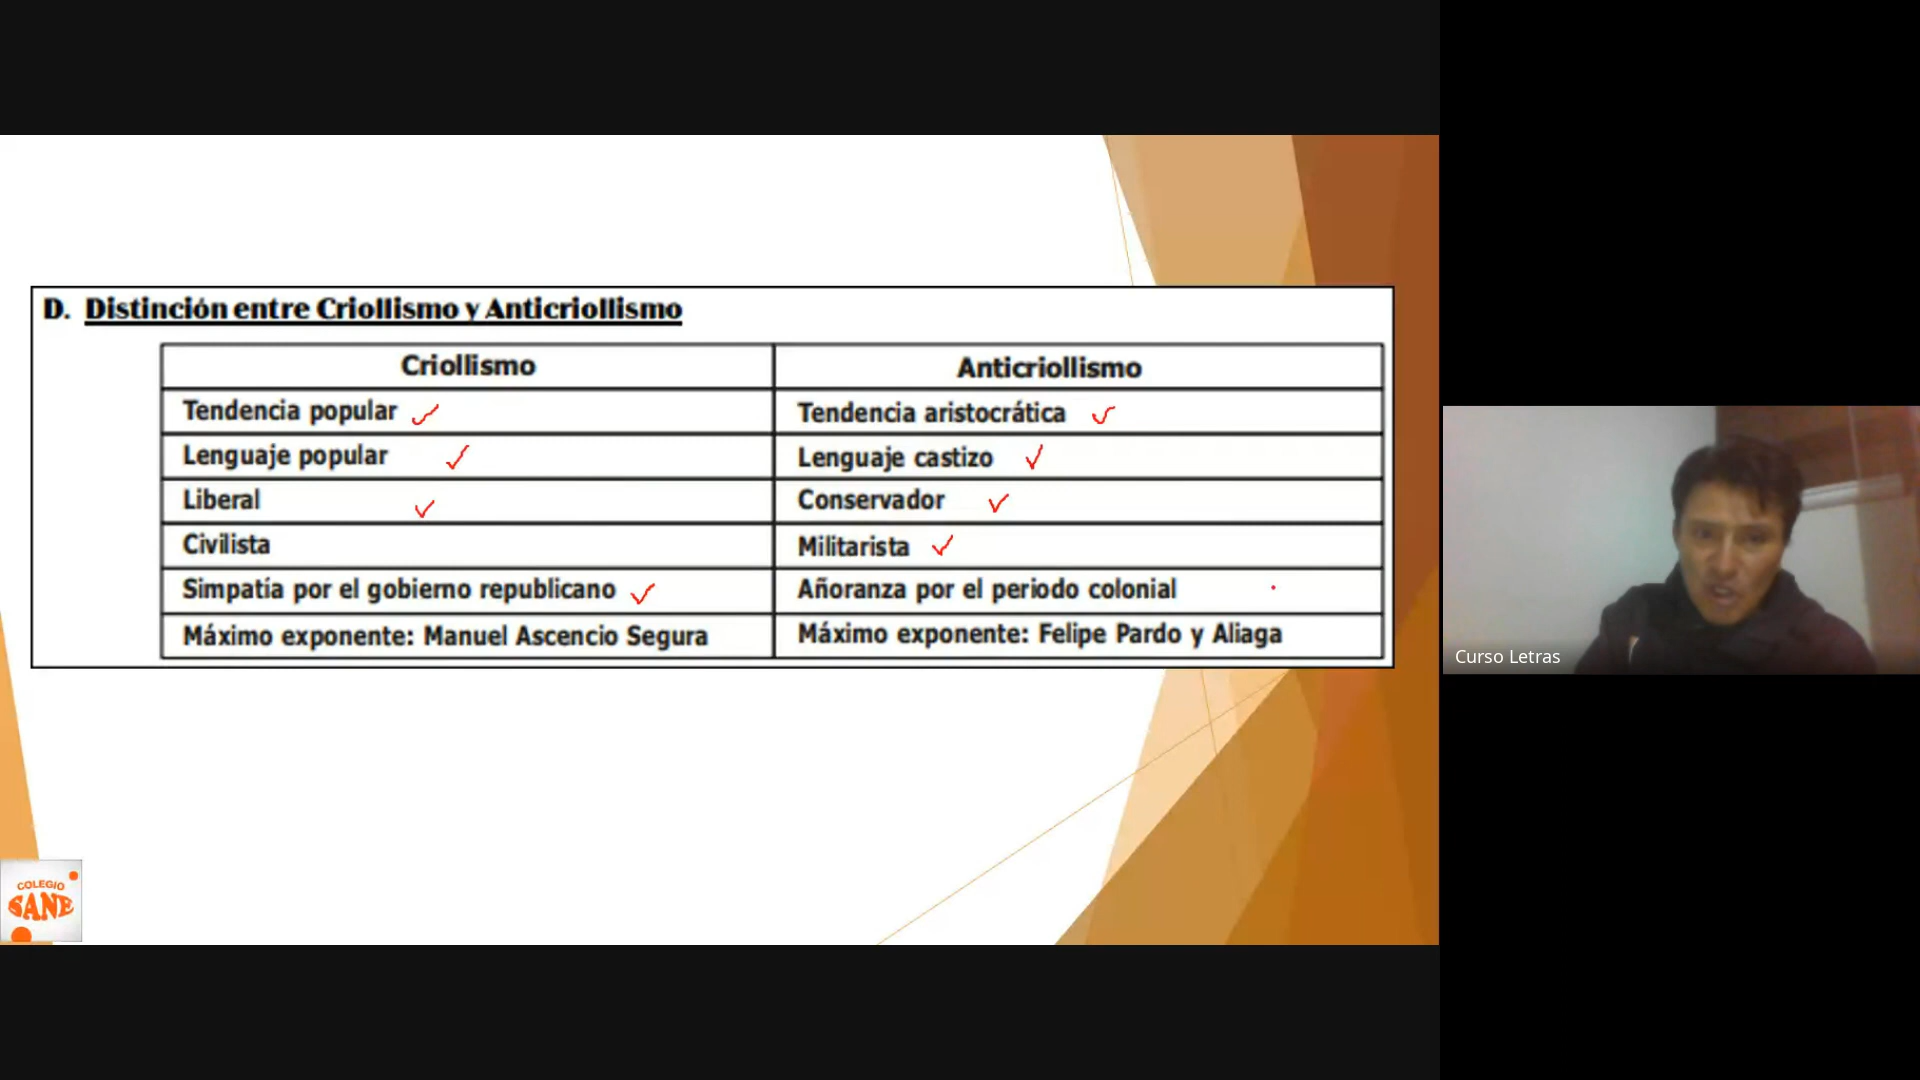 D. Distinción entre Criollismo y Anticriollismo
Criollismo Anticriollismo
Tendencia popular Tendencia aristocrática
Lenguaje popular Lenguaje castizo
Liberal Conservador
Civilista Militarista
Simpatía por el gobierno republicano Añoranza por el periodo colonial
Máximo exponente: Manuel Ascencio Segura Máximo exponente: Felipe Pardo y Aliaga
Curso Letras
COLEGIO
SANE